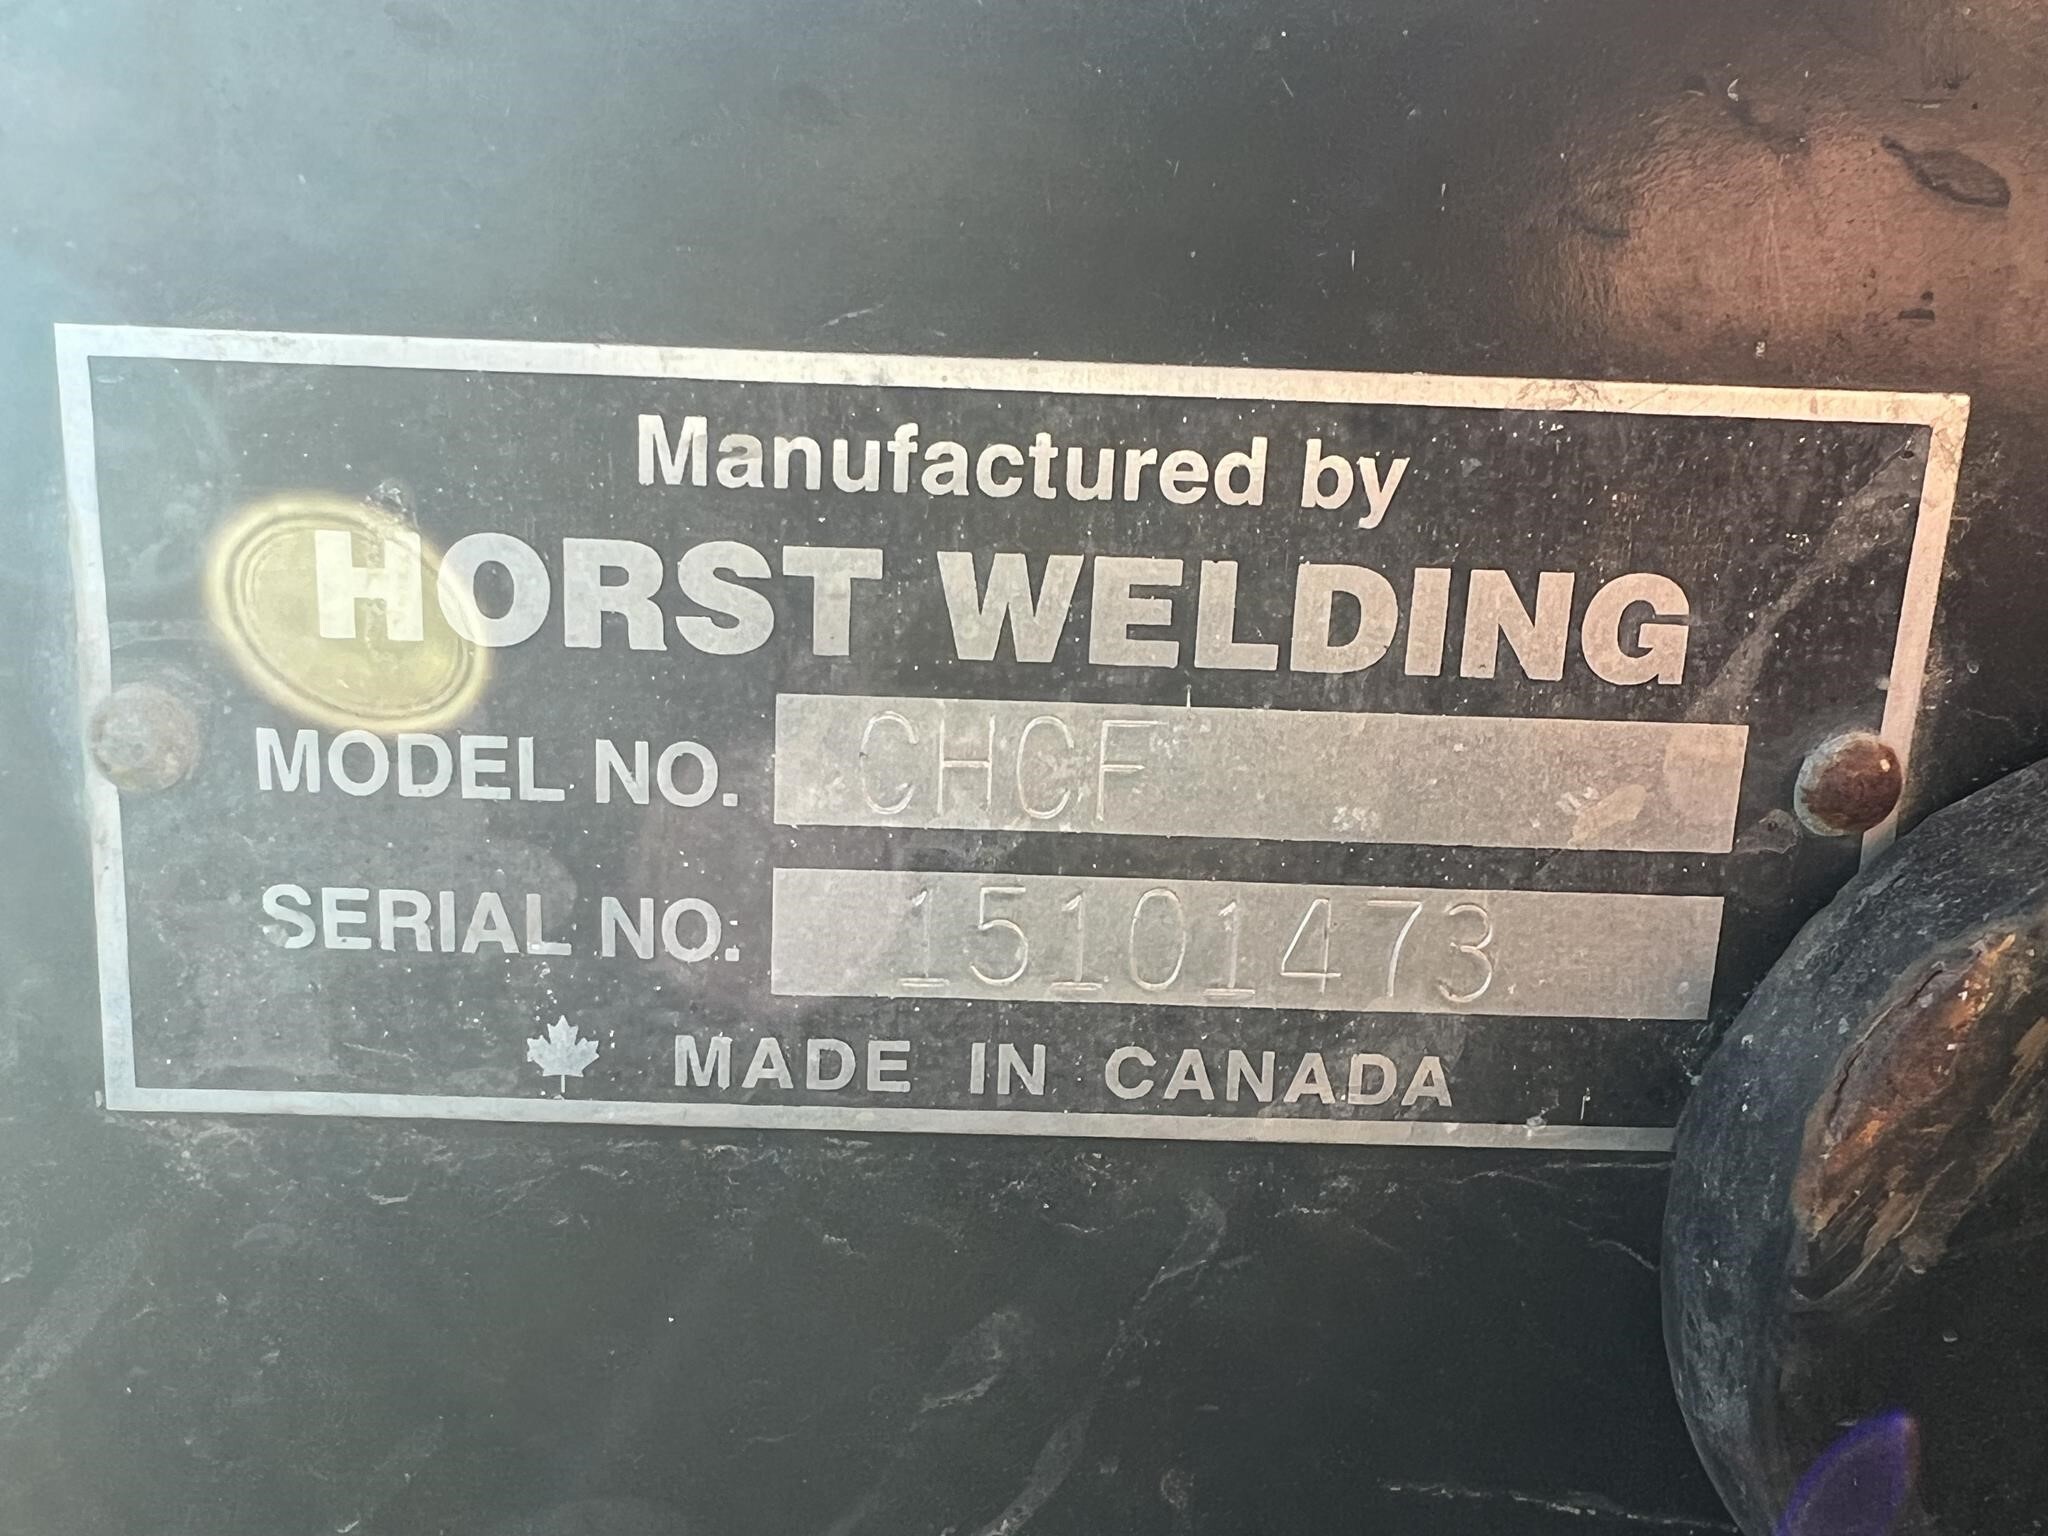 Manufactured by
HORST WELDING
MODEL NO. CHCF
SERIAL NO: 15101473
MADE IN CANADA